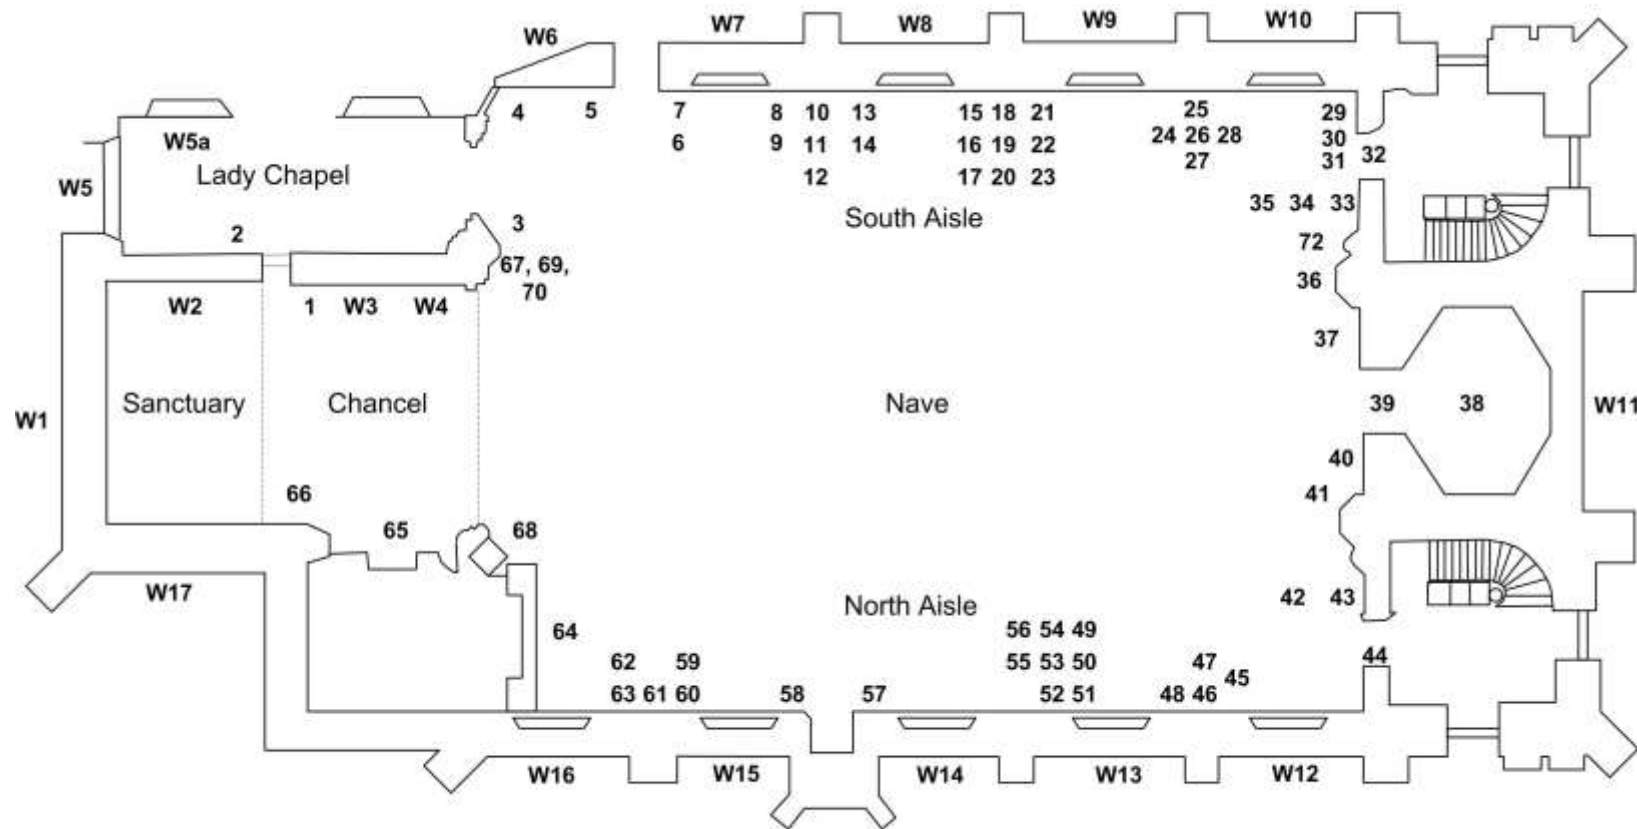 W6 W7 W8 W9 W10
4 5 7 8 10 13 15 18 21 25 29
W5a 6 9 11 14 16 19 22 24 26 28 30
27 31 32
W5 Lady Chapel 12 17 20 23
35 34 33
2 3 South Aisle 72
67, 69,
70 36
W2 1 W3 W4
37
W1 Sanctuary Chancel Nave 39 38 W11
40
66 41
65 68
W17 North Aisle 42 43
64 56 54 49
62 59 55 53 50 47 44
45
63 61 60 58 57 52 51 48 46
W16 W15 W14 W13 W12